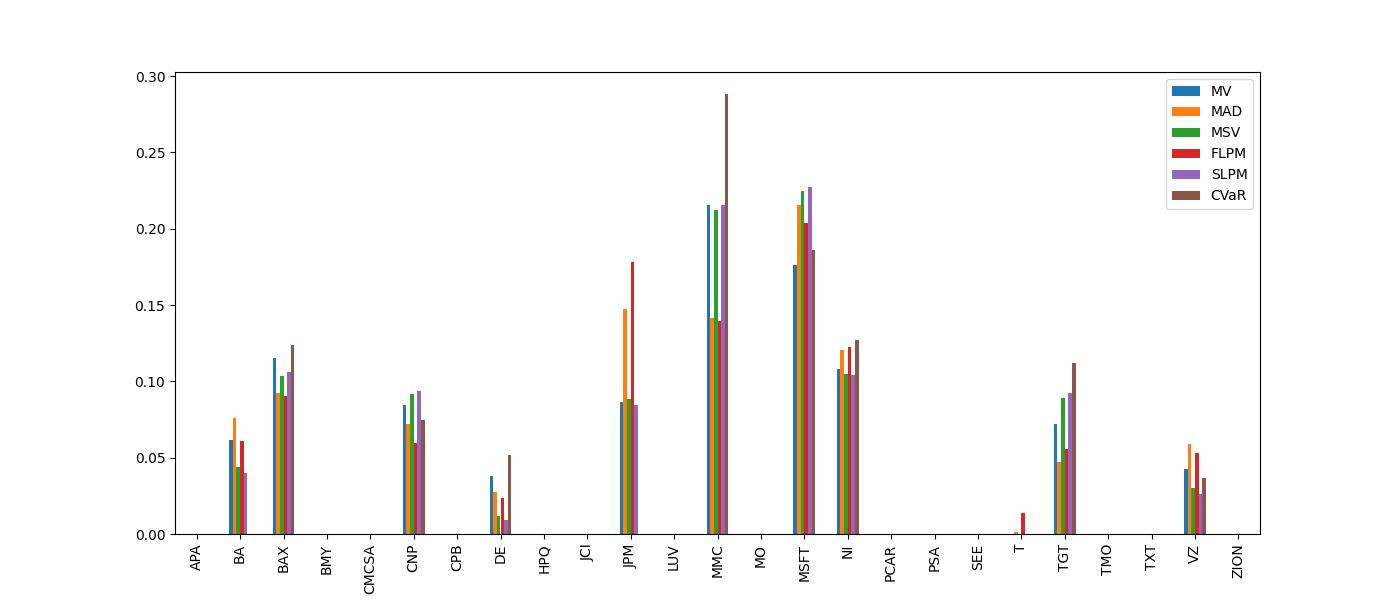 0.30
0.25
0.20
0.15
0.10
0.05
0.00
MV
MAD
MSV
FLPM
SLPM
CVaR
APA
BA
BAX
BMY
CMCSA
CNP
CPB
DE
HPQ
JCI
JPM
LUV
MMC
MO
MSFT
NI
PCAR
PSA
SEE
T
TGT
TMO
TXT
VZ
ZION